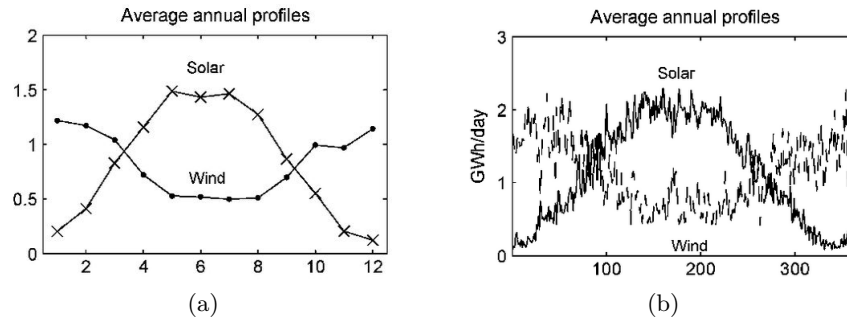 Average annual profiles
2
1.5
1
0.5
0
Solar
Wind
2 4 6 8 10 12
(a)
Average annual profiles
GWh/day
3
2
1
0
Solar
Wind
100 200 300
(b)